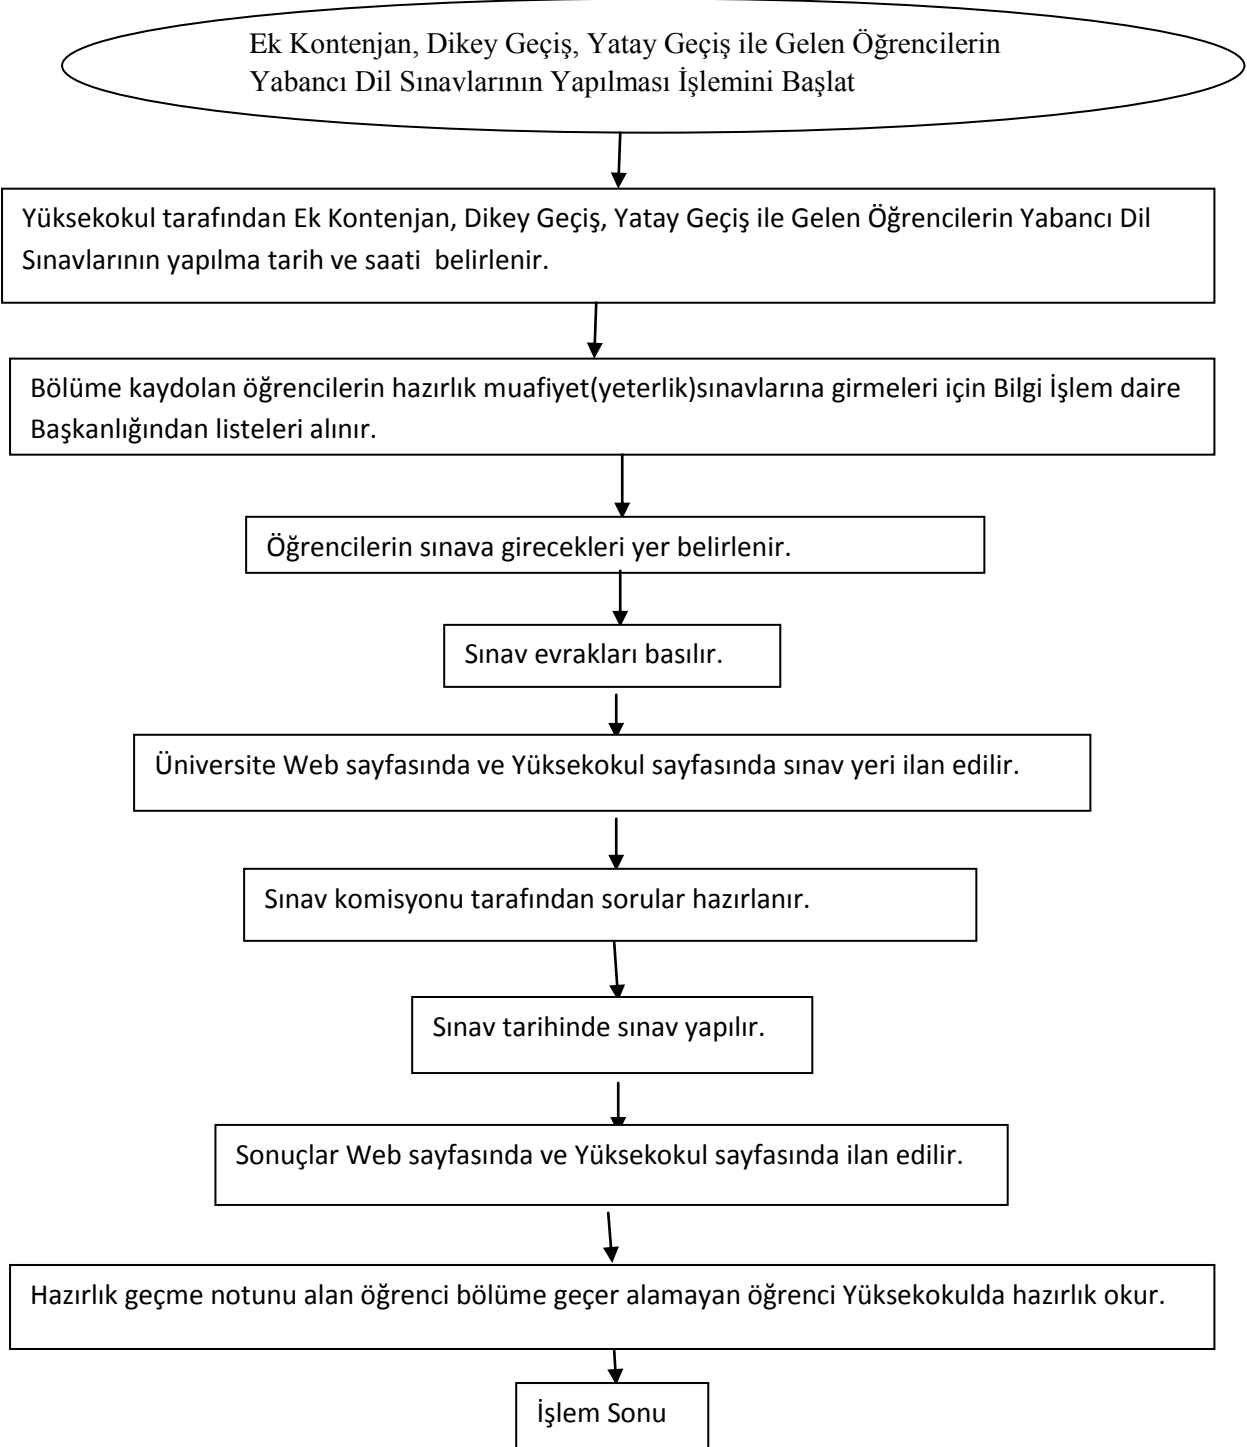 Ek Kontenjan, Dikey Geçiş, Yatay Geçiş ile Gelen Öğrencilerin
Yabancı Dil Sınavlarının Yapılması İşlemini Başlat
Yüksekokul tarafından Ek Kontenjan, Dikey Geçiş, Yatay Geçiş ile Gelen Öğrencilerin Yabancı Dil
Sınavlarının yapılma tarih ve saati belirlenir.
Bölüme kaydolan öğrencilerin hazırlık muafiyet(yeterlik)sınavlarına girmeleri için Bilgi İşlem daire
Başkanlığından listeleri alınır.
Öğrencilerin sınava girecekleri yer belirlenir.
Sınav evrakları basılır.
Üniversite Web sayfasında ve Yüksekokul sayfasında sınav yeri ilan edilir.
Sınav komisyonu tarafından sorular hazırlanır.
Sınav tarihinde sınav yapılır.
Sonuçlar Web sayfasında ve Yüksekokul sayfasında ilan edilir.
Hazırlık geçme notunu alan öğrenci bölüme geçer alamayan öğrenci Yüksekokulda hazırlık okur.
İşlem Sonu